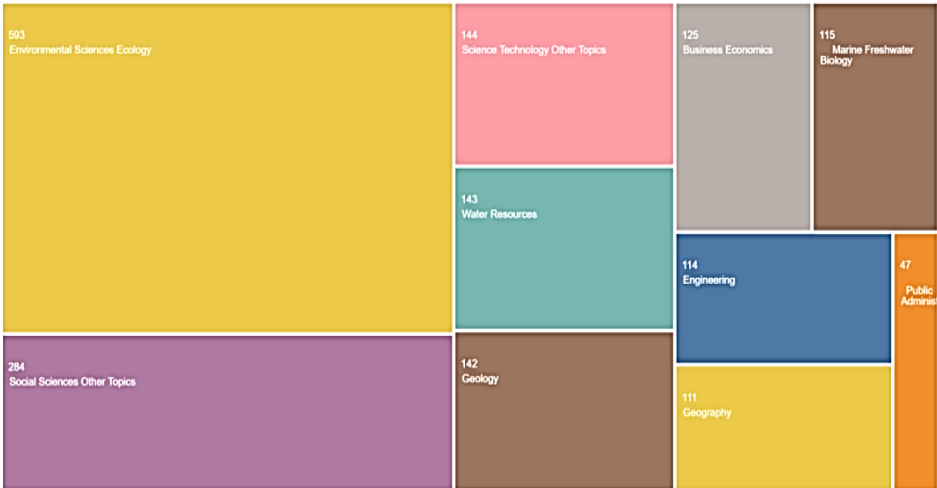 593
Environmental Sciences Ecology
144
Science Technology Other Topics
125
Business Economics
115
Marine Freshwater
Biology
143
Water Resources
114
Engineering
47
Public
Administ
284
Social Sciences Other Topics
142
Geology
111
Geography